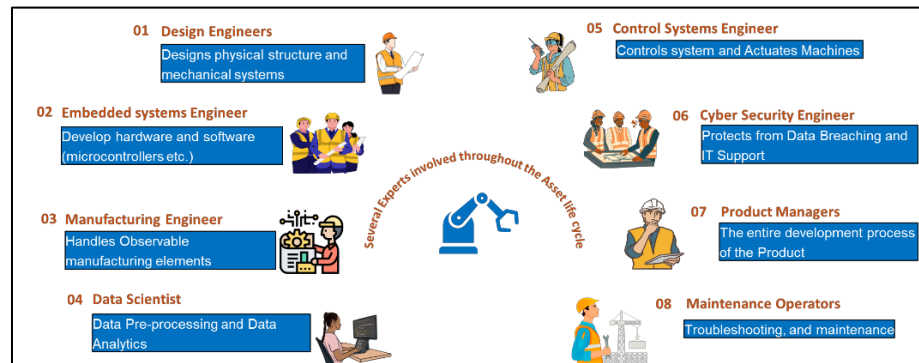 01 Design Engineers
Designs physical structure and
mechanical systems
02 Embedded systems Engineer
Develop hardware and software
(microcontrollers etc.)
03 Manufacturing Engineer
Handles Observable
manufacturing elements
04 Data Scientist
Data Pre-processing and Data
Analytics
Several Experts involved throughout the Asset life cycle
05 Control Systems Engineer
Controls system and Actuates Machines
06 Cyber Security Engineer
Protects from Data Breaching and
IT Support
07 Product Managers
The entire development process
of the Product
08 Maintenance Operators
Troubleshooting, and maintenance